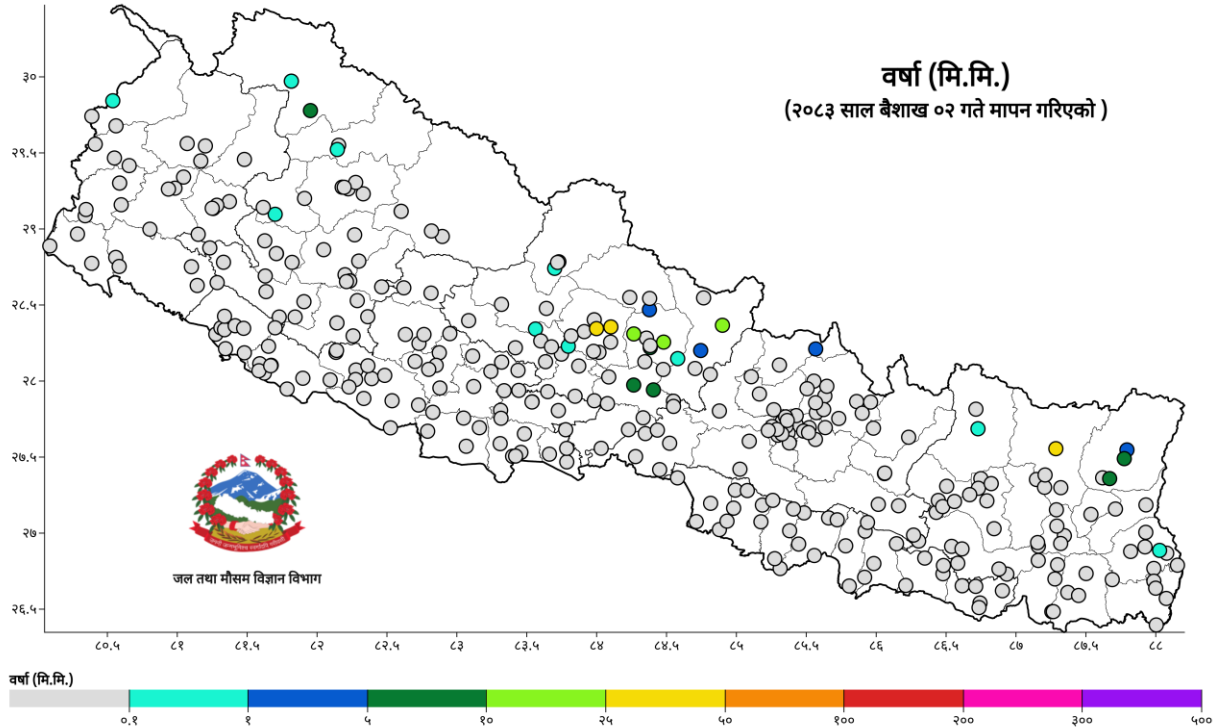 वर्षा (मि.मि.)
(२०८३ साल बैशाख ०२ गते मापन गरिएको )
३०
२९.५
२९
२८.५
२८
२७.५
२७
२६.५
जल तथा मौसम विज्ञान विभाग
८०.५ ८१ ८१.५ ८२ ८२.५ ८३ ८३.५ ८४ ८४.५ ८५ ८५.५ ८६ ८६.५ ८७ ८७.५ ८८
वर्षा (मि.मि.)
०.१ १ ५ १० २५ ५० १०० २०० ३०० ५००